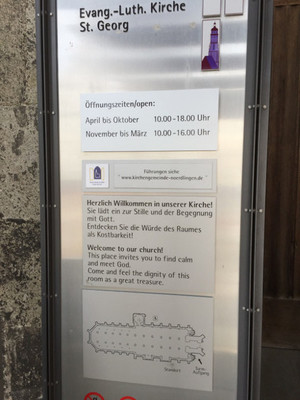 Evang.-Luth. Kirche
St. Georg
Öffnungszeiten/open:
April bis Oktober 10.00-18.00 Uhr
November bis März 10.00-16.00 Uhr
Führungen siehe
www.kirchengemeinde-noerdlingen.de
Herzlich Willkommen in unserer Kirche!
Sie lädt ein zur Stille und der Begegnung
mit Gott.
Entdecken Sie die Würde des Raumes
als Kostbarkeit!
Welcome to our church!
This place invites you to find calm
and meet God.
Come and feel the dignity of this
room as a great treasure.
Standort
Turm-
Aufgang